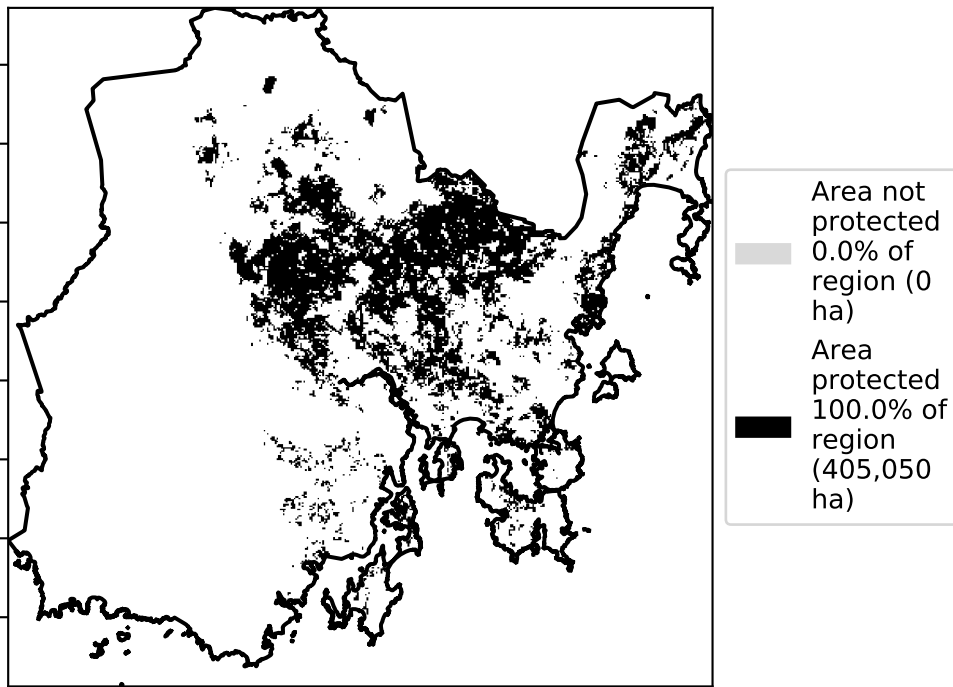 Area not
protected
0.0% of
region (0
ha)
Area
protected
100.0% of
region
(405,050
ha)